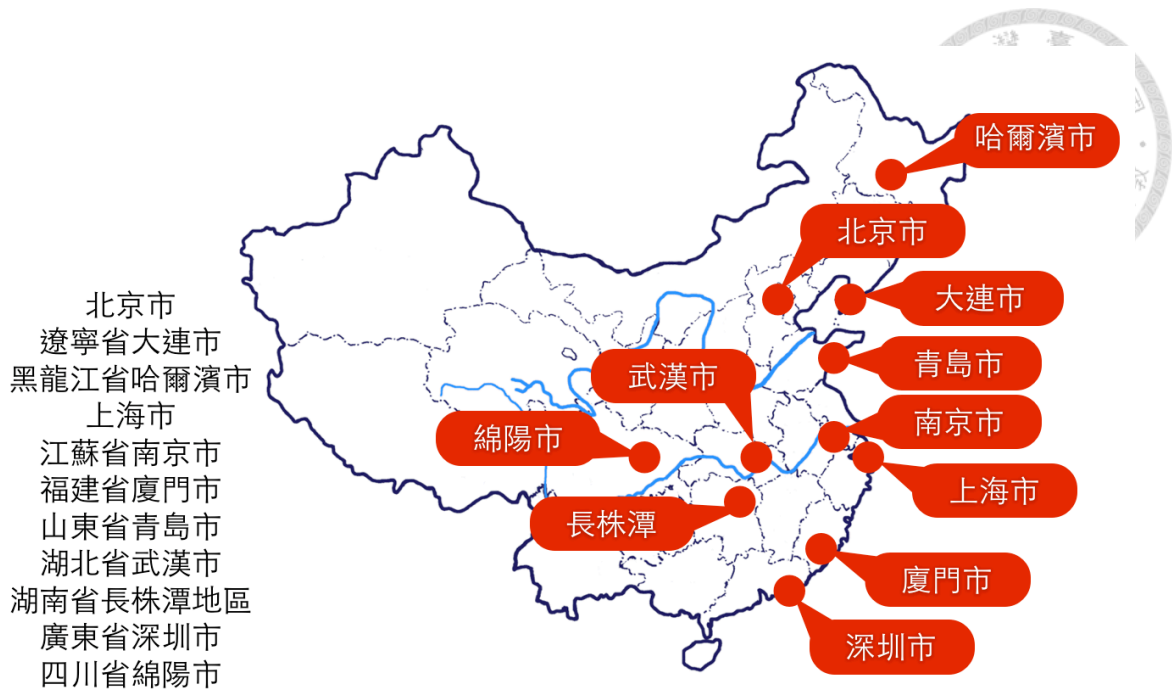 哈爾濱市
北京市
大連市
青島市
武漢市
南京市
綿陽市
上海市
長株潭
廈門市
深圳市
北京市
遼寧省大連市
黑龍江省哈爾濱市
上海市
江蘇省南京市
福建省廈門市
山東省青島市
湖北省武漢市
湖南省長株潭地區
廣東省深圳市
四川省綿陽市